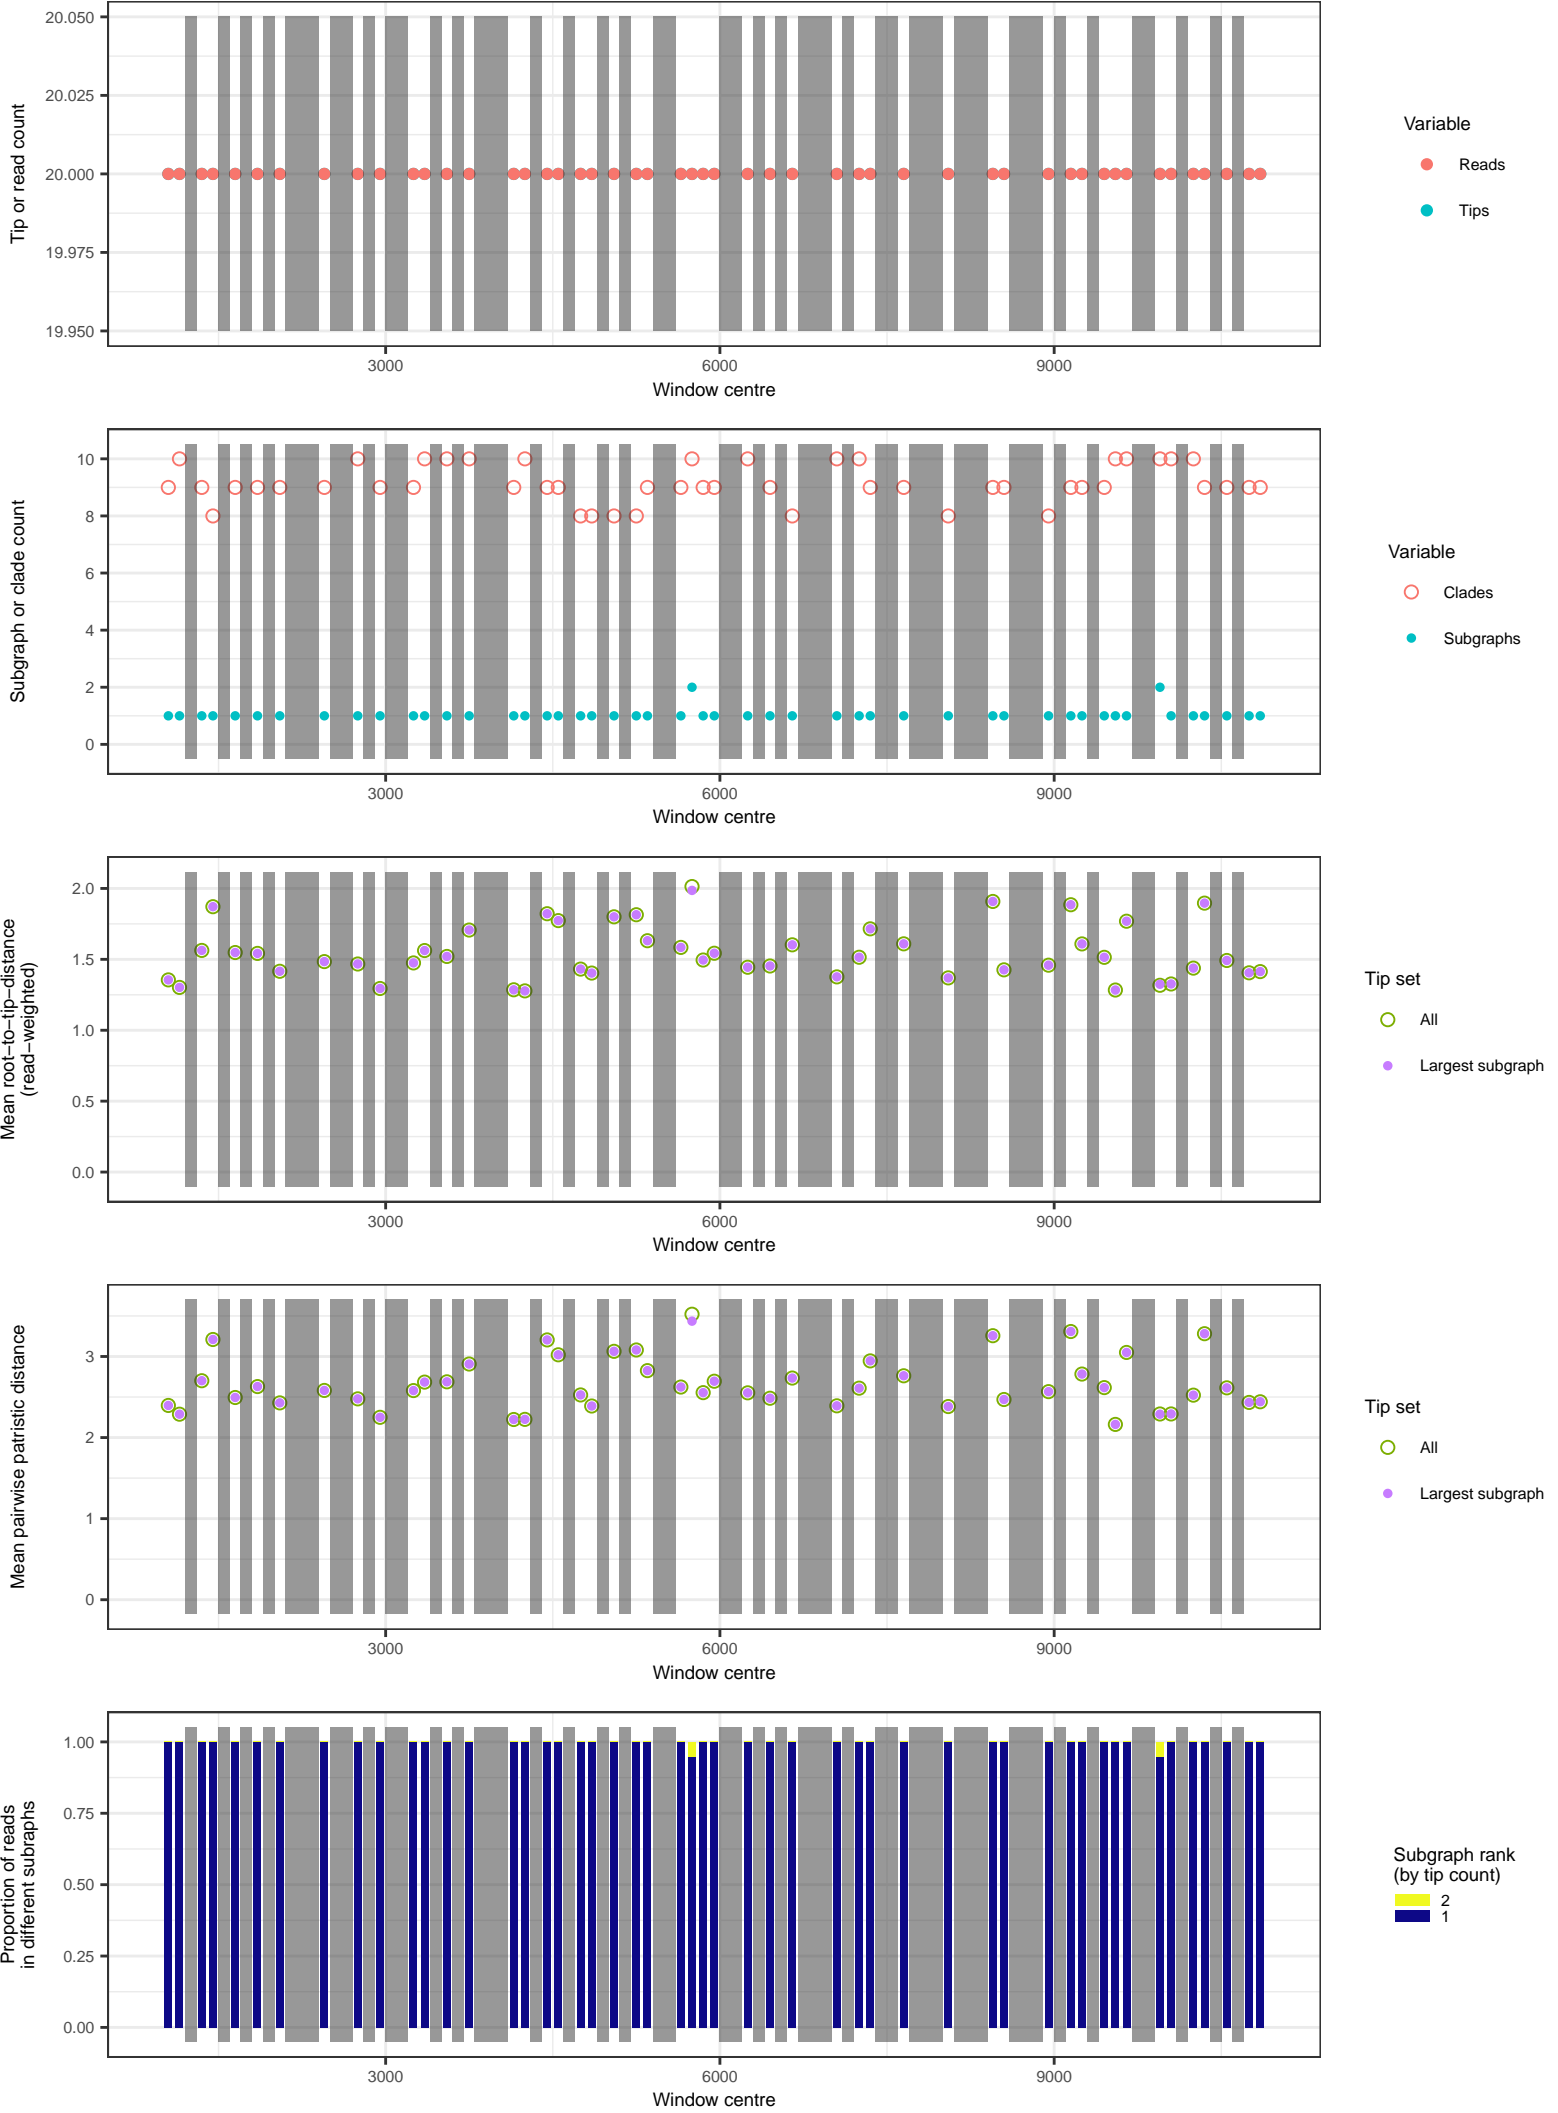 20.050
20.025
20.000
19.975
19.950
Tip or read count
3000 6000 9000
Window centre
Variable
Reads
Tips
10
8
6
4
2
0
Subgraph or clade count
3000 6000 9000
Window centre
Variable
Clades
Subgraphs
2.0
1.5
1.0
0.5
0.0
Mean root−to−tip−distance
(read−weighted)
3000 6000 9000
Window centre
Tip set
All
Largest subgraph
3
2
1
0
Mean pairwise patristic distance
3000 6000 9000
Window centre
Tip set
All
Largest subgraph
1.00
0.75
0.50
0.25
0.00
Proportion of reads
in different subraphs
3000 6000 9000
Window centre
Subgraph rank
(by tip count)
2
1